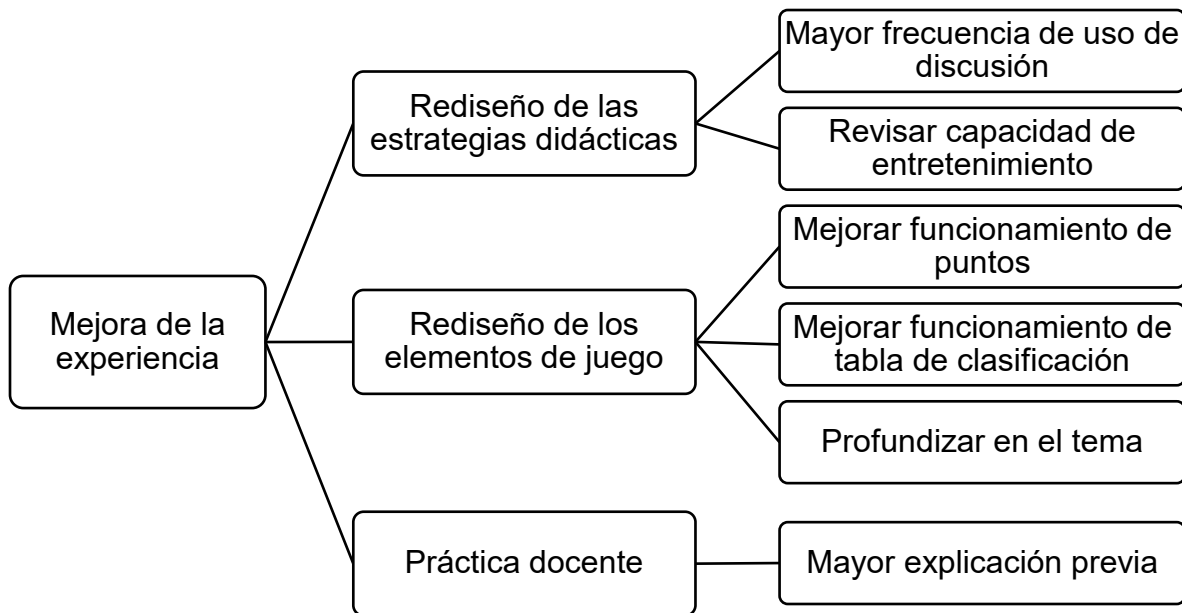 Mejora de la
experiencia
Rediseño de las
estrategias didácticas
Mayor frecuencia de uso de
discusión
Revisar capacidad de
entretenimiento
Rediseño de los
elementos de juego
Mejorar funcionamiento de
puntos
Mejorar funcionamiento de
tabla de clasificación
Profundizar en el tema
Práctica docente
Mayor explicación previa